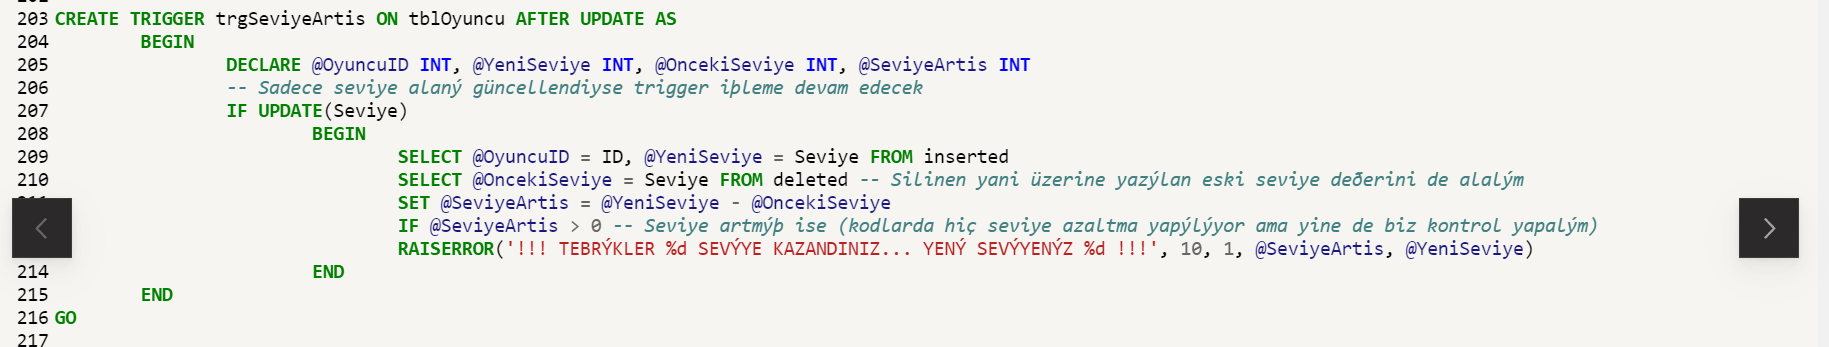 203 CREATE TRIGGER trgSeviyeArtis ON tblOyuncu AFTER UPDATE AS
204 BEGIN
205 DECLARE @OyuncuID INT, @YeniSeviye INT, @OncekiSeviye INT, @SeviyeArtis INT
206 -- Sadece seviye alaný güncellendiyse trigger iþleme devam edecek
207 IF UPDATE(Seviye)
208 BEGIN
209 SELECT @OyuncuID = ID, @YeniSeviye = Seviye FROM inserted
210 SELECT @OncekiSeviye = Seviye FROM deleted -- Silinen yani üzerine yazýlan eski seviye deðerini de alalým
SET @SeviyeArtis = @YeniSeviye - @OncekiSeviye
IF @SeviyeArtis > 0 -- Seviye artmýþ ise (kodlarda hiç seviye azaltma yapýlýyor ama yine de biz kontrol yapalým)
RAISERROR('!!! TEBRÝKLER %d SEVÝYE KAZANDINIZ... YENÝ SEVÝYENÝZ %d !!!', 10, 1, @SeviyeArtis, @YeniSeviye)
214 END
215 END
216 GO
217